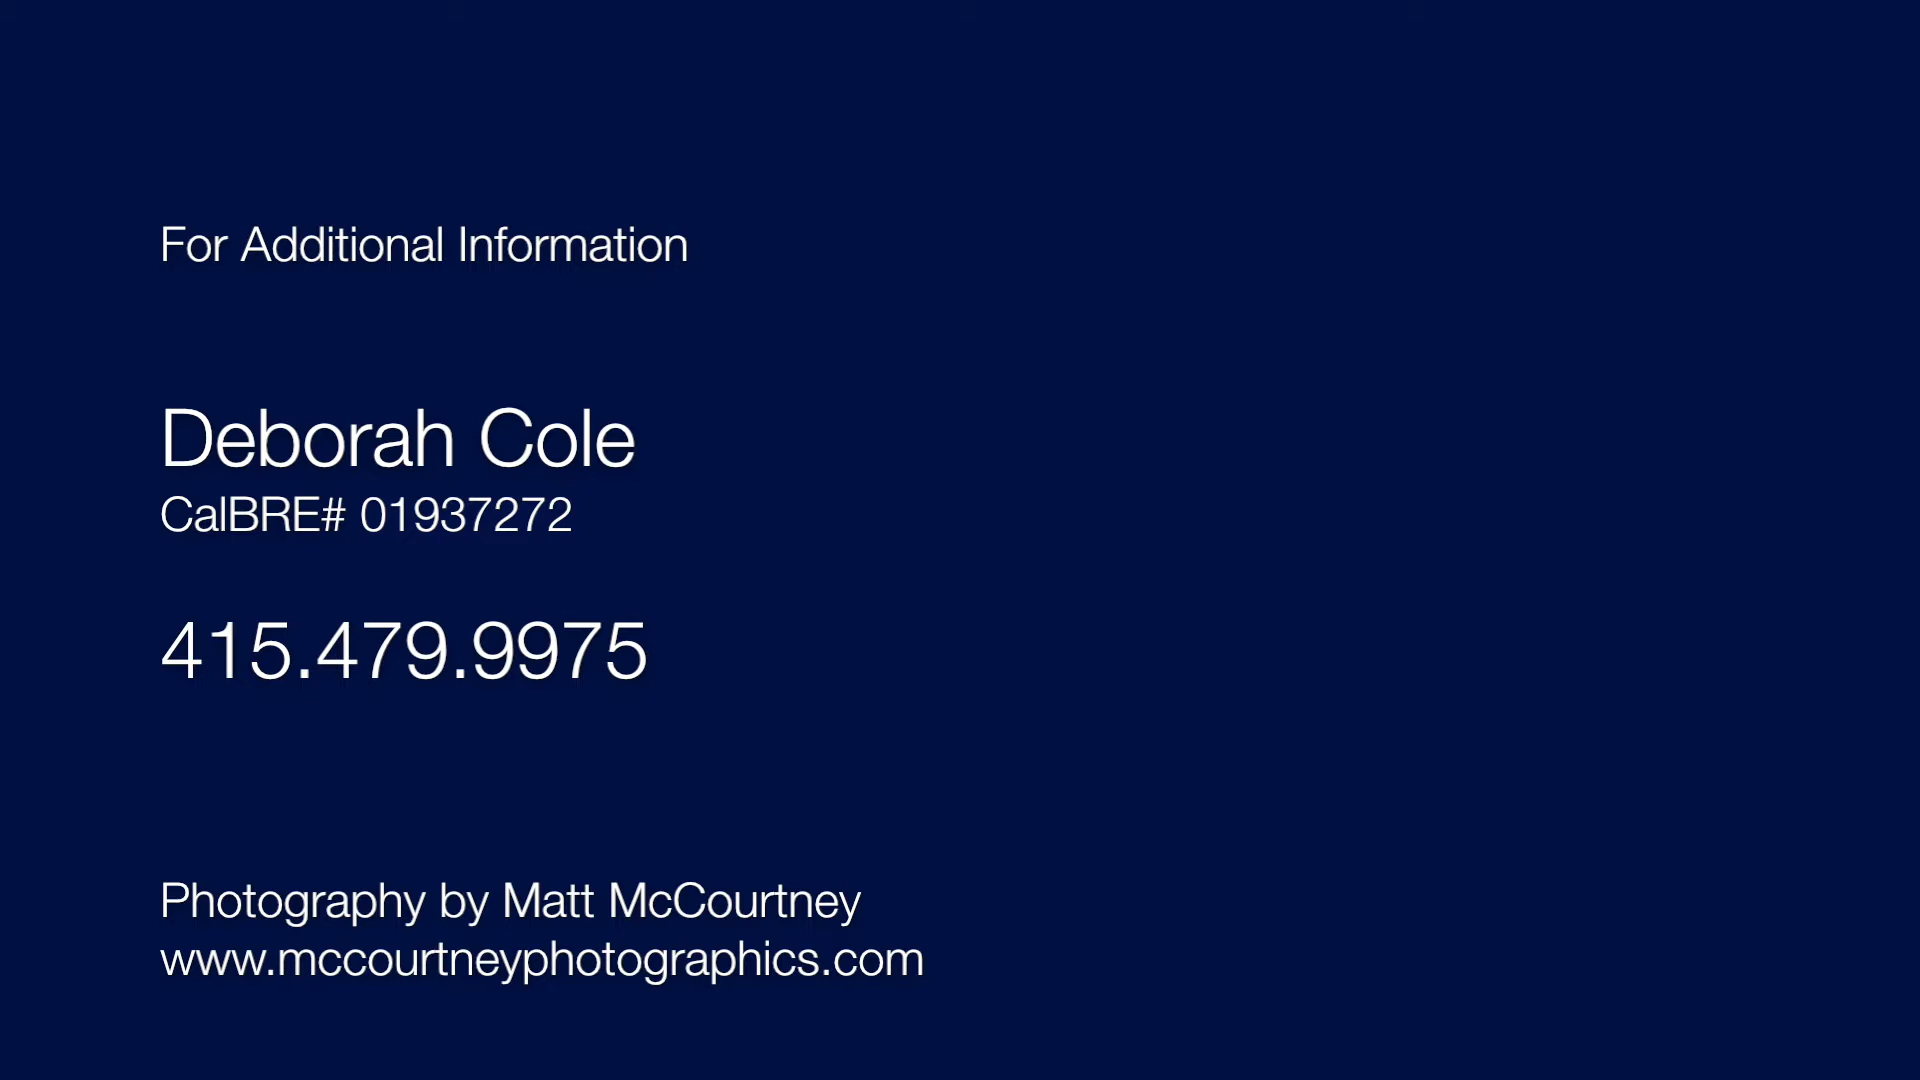 For Additional Information
Deborah Cole
CalBRE# 01937272
415.479.9975
Photography by Matt McCourtney
www.mccourtneyphotographics.com